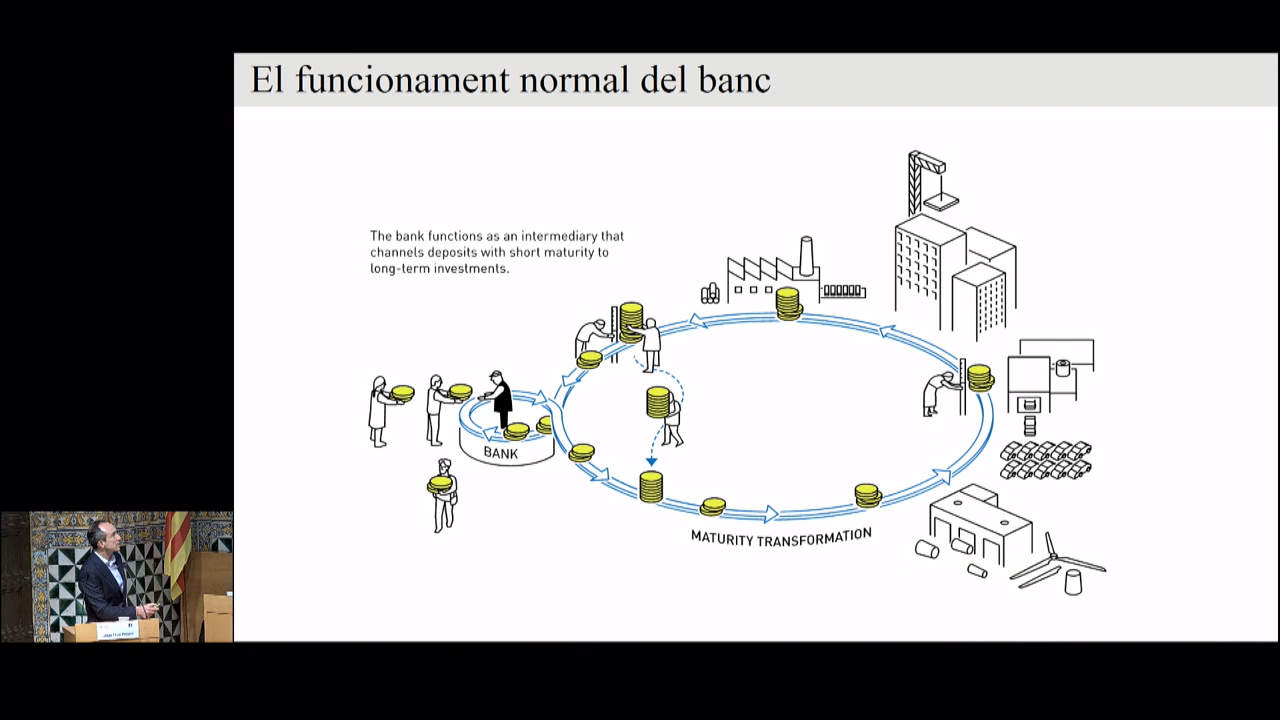 El funcionament normal del banc
The bank functions as an intermediary that
channels deposits with short maturity to
long-term investments.
BANK
MATURITY TRANSFORMATION